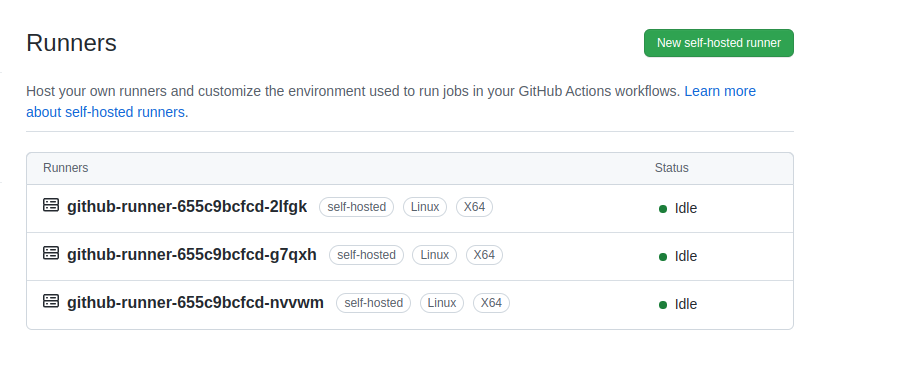 Runners
New self-hosted runner
Host your own runners and customize the environment used to run jobs in your GitHub Actions workflows. Learn more
about self-hosted runners.
Runners Status
github-runner-655c9bcfcd-2lfgk self-hosted Linux X64 Idle
github-runner-655c9bcfcd-g7qxh self-hosted Linux X64 Idle
github-runner-655c9bcfcd-nvvwm self-hosted Linux X64 Idle